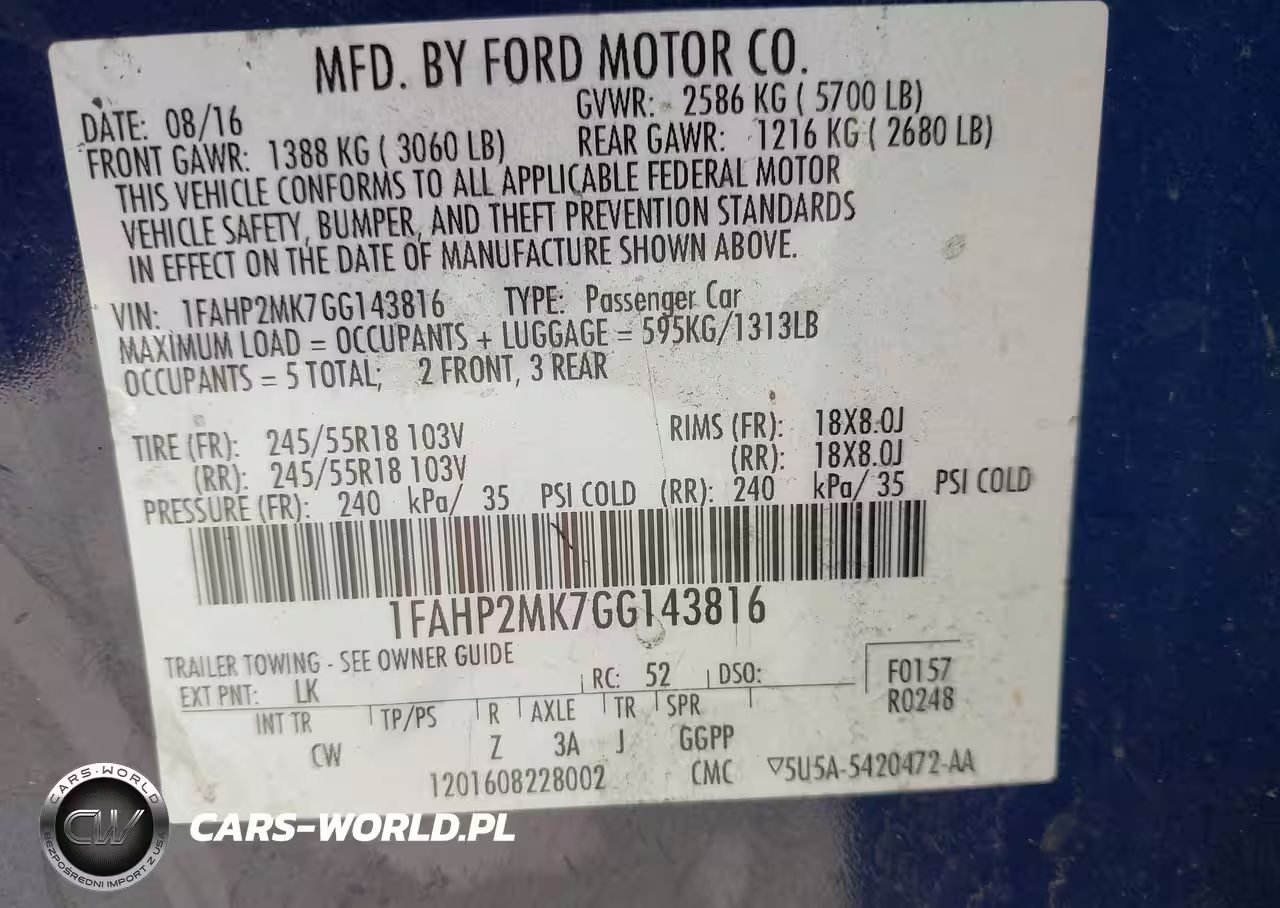 MFD. BY FORD MOTOR CO.
DATE: 08/16 GVWR: 2586 KG ( 5700 LB)
FRONT GAWR: 1388 KG ( 3060 LB) REAR GAWR: 1216 KG ( 2680 LB)
THIS VEHICLE CONFORMS TO ALL APPLICABLE FEDERAL MOTOR
VEHICLE SAFETY, BUMPER, AND THEFT PREVENTION STANDARDS
IN EFFECT ON THE DATE OF MANUFACTURE SHOWN ABOVE.
VIN: 1FAHP2MK7GG143816 TYPE: Passenger Car
MAXIMUM LOAD = OCCUPANTS + LUGGAGE = 595KG/1313LB
OCCUPANTS = 5 TOTAL; 2 FRONT, 3 REAR
TIRE (FR): 245/55R18 103V RIMS (FR): 18X8.0J
(RR): 245/55R18 103V (RR): 18X8.0J
PRESSURE (FR): 240 kPa/ 35 PSI COLD (RR): 240 kPa/ 35 PSI COLD
1FAHP2MK7GG143816
TRAILER TOWING - SEE OWNER GUIDE
EXT PNT: LK RC: 52 DSO: F0157
R0248
INT TR TP/PS R AXLE TR SPR
CW Z 3A J GGPP
1201608228002 CMC ▽5U5A-5420472-AA
CARS-WORLD
CW
BEZPOŚREDNI IMPORT Z USA
CARS-WORLD.PL